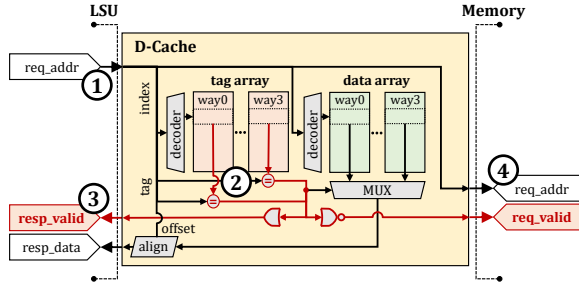 LSU
Memory
D-Cache
req_addr
1
tag array
data array
index
decoder
way0
way3
...
decoder
way0
way3
...
tag
2
=
=
MUX
4
req_addr
3
resp_valid
req_valid
offset
resp_data
align